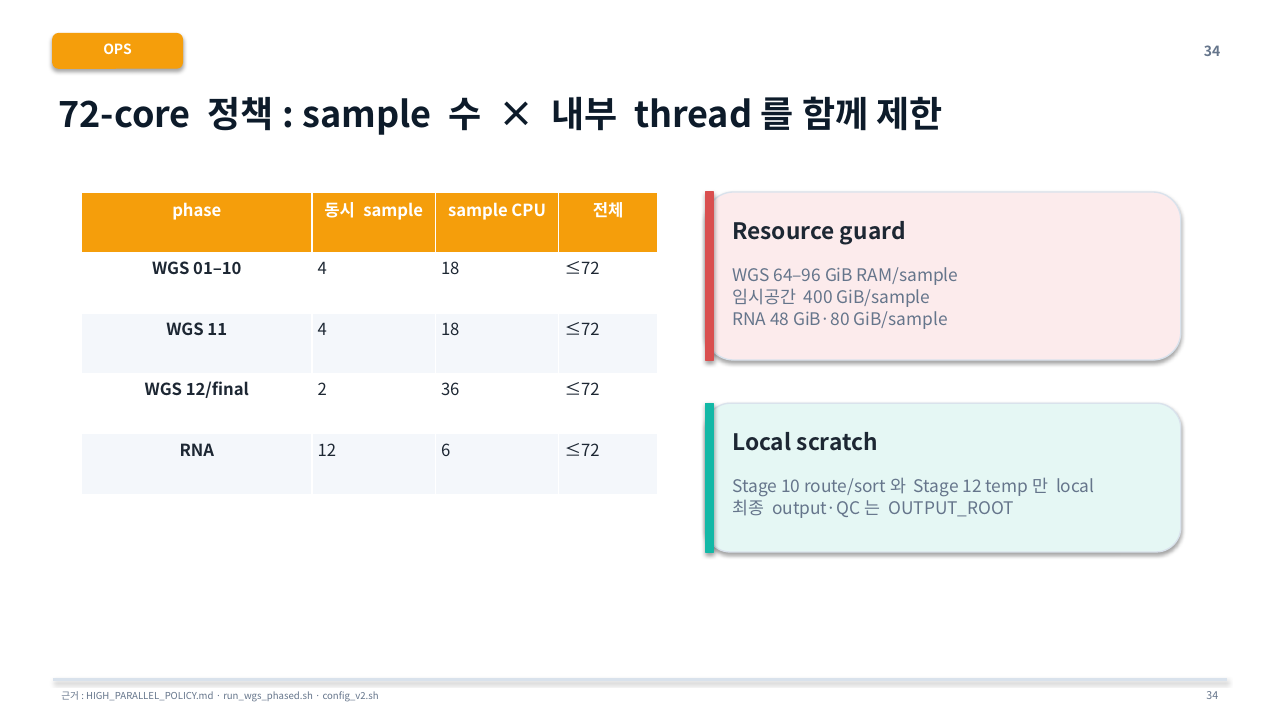 OPS
34
72-core 정책 : sample 수 × 내부 thread 를 함께 제한
phase 동시 sample sample CPU 전체
WGS 01–10 4 18 ≤72
WGS 11 4 18 ≤72
WGS 12/final 2 36 ≤72
RNA 12 6 ≤72
Resource guard
WGS 64–96 GiB RAM/sample
임시공간 400 GiB/sample
RNA 48 GiB·80 GiB/sample
Local scratch
Stage 10 route/sort 와 Stage 12 temp 만 local
최종 output·QC 는 OUTPUT_ROOT
근거 : HIGH_PARALLEL_POLICY.md · run_wgs_phased.sh · config_v2.sh
34